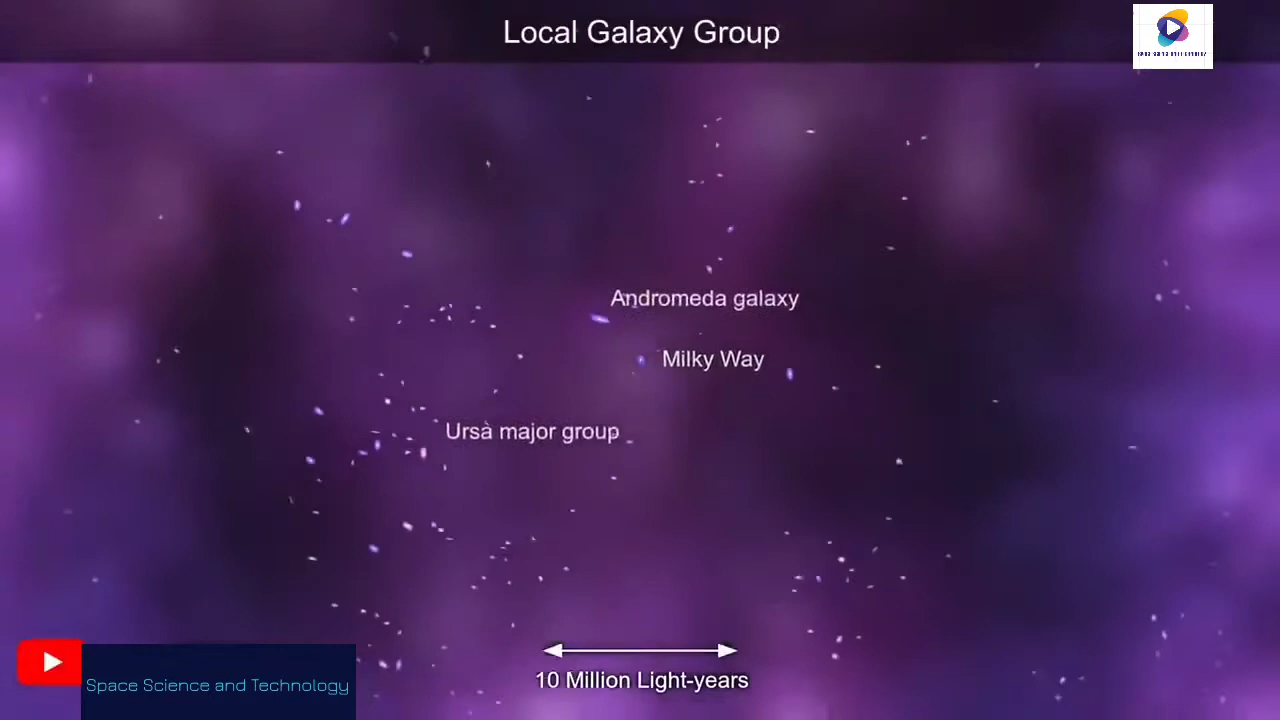 Local Galaxy Group
Andromeda galaxy
Milky Way
Ursa major group
10 Million Light-years
Space Science and Technology